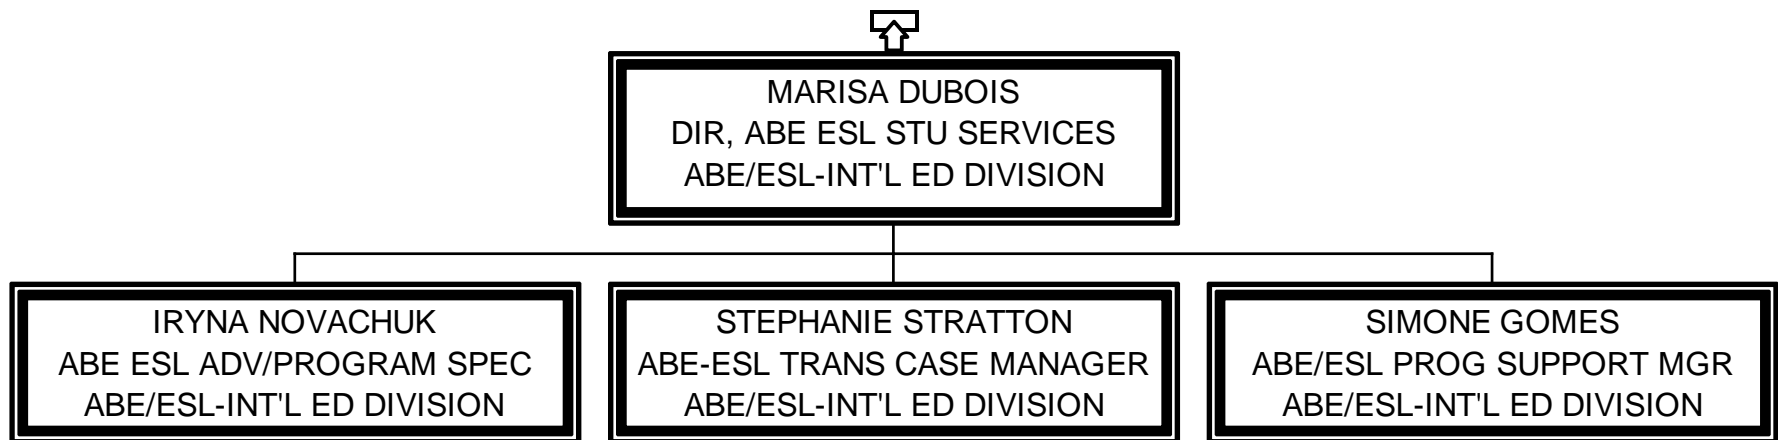 MARISA DUBOIS
DIR, ABE ESL STU SERVICES
ABE/ESL-INT'L ED DIVISION
IRYNA NOVACHUK
ABE ESL ADV/PROGRAM SPEC
ABE/ESL-INT'L ED DIVISION
STEPHANIE STRATTON
ABE-ESL TRANS CASE MANAGER
ABE/ESL-INT'L ED DIVISION
SIMONE GOMES
ABE/ESL PROG SUPPORT MGR
ABE/ESL-INT'L ED DIVISION